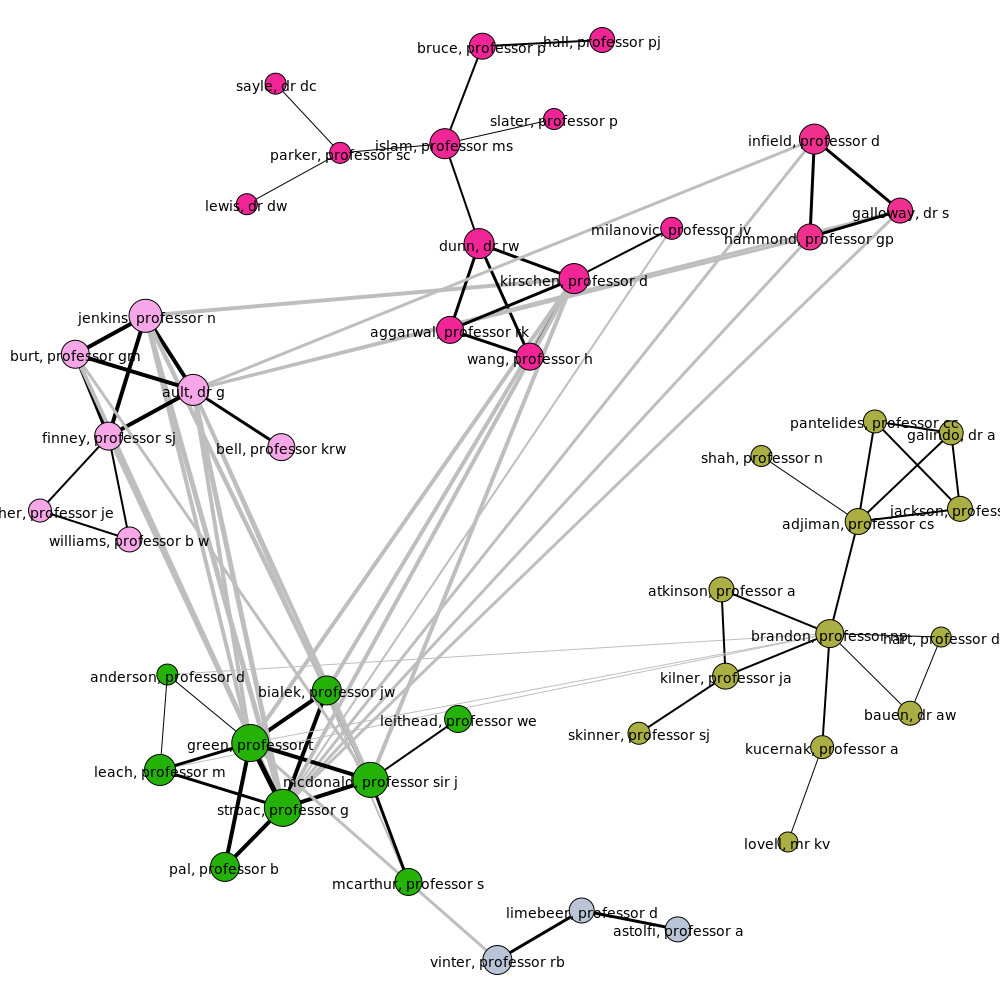 bruce, professor p
hall, professor pj
sayle, dr dc
slater, professor p
infield, professor d
islam, professor ms
parker, professor sc
lewis, dr dw
galloway, dr s
milanovic, professor jv
hammond, professor gp
dunn, dr rw
kirschen, professor d
jenkins, professor n
aggarwal, professor rk
burt, professor gm
wang, professor h
ault, dr g
pantelides, professor cc
galindo, dr a
finney, professor sj
bell, professor krw
shah, professor n
her, professor je
jackson, profess
adjiman, professor cs
williams, professor b w
atkinson, professor a
brandon, professor np
hart, professor d
anderson, professor d
kilner, professor ja
bialek, professor jw
leithead, professor we
bauen, dr aw
skinner, professor sj
green, professor t
kucernak, professor a
leach, professor m
mcdonald, professor sir j
strbac, professor g
lovell, mr kv
pal, professor b
mcarthur, professor s
limebeer, professor d
astolfi, professor a
vinter, professor rb